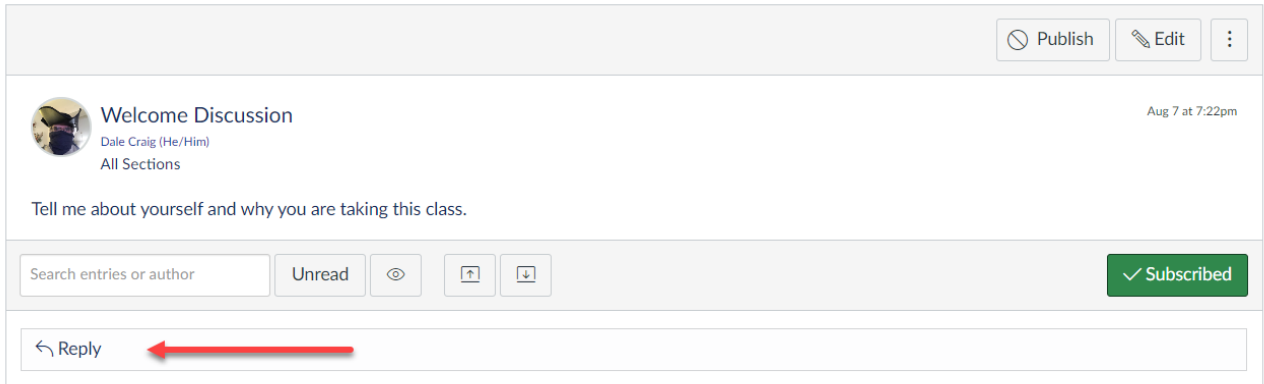 Publish
Edit
Welcome Discussion
Aug 7 at 7:22pm
Dale Craig (He/Him)
All Sections
Tell me about yourself and why you are taking this class.
Search entries or author
Unread
Subscribed
Reply